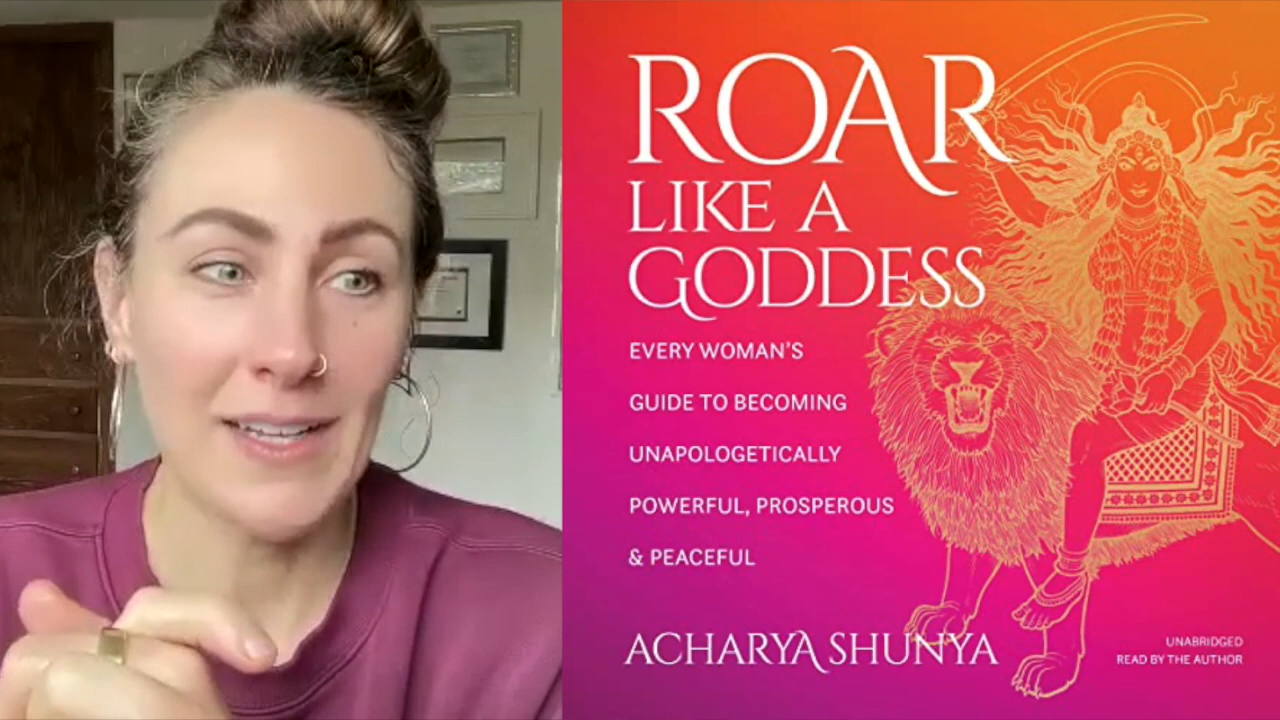 ROAR
LIKE A
GODDESS
EVERY WOMAN'S
GUIDE TO BECOMING
UNAPOLOGETICALLY
POWERFUL, PROSPEROUS
& PEACEFUL
ACHARYA SHUNYA
UNABRIDGED
READ BY THE AUTHOR